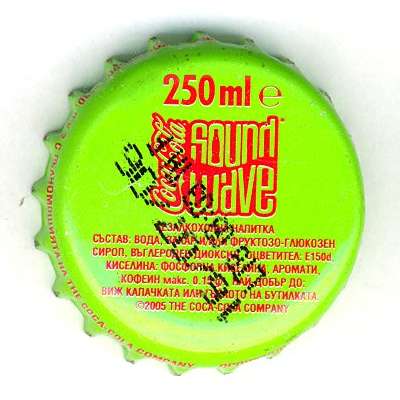 250 ml e
Coca-Cola
sound
wave
БЕЗАЛКОХОЛНА НАПИТКА
СЪСТАВ: ВОДА, ЗАХАР И/ИЛИ ФРУКТОЗО-ГЛЮКОЗЕН
СИРОП, ВЪГЛЕРОДЕН ДИОКСИД, ОЦВЕТИТЕЛ: E150d,
КИСЕЛИНА: ФОСФОРНА КИСЕЛИНА, АРОМАТИ,
КОФЕИН макс. НАЙ-ДОБЪР ДО:
ВИЖ КАПАЧКАТА ИЛИ ГЪРЛОТО НА БУТИЛКАТА.
©2005 THE COCA-COLA COMPANY
НА THE COCA-COLA COMPANY